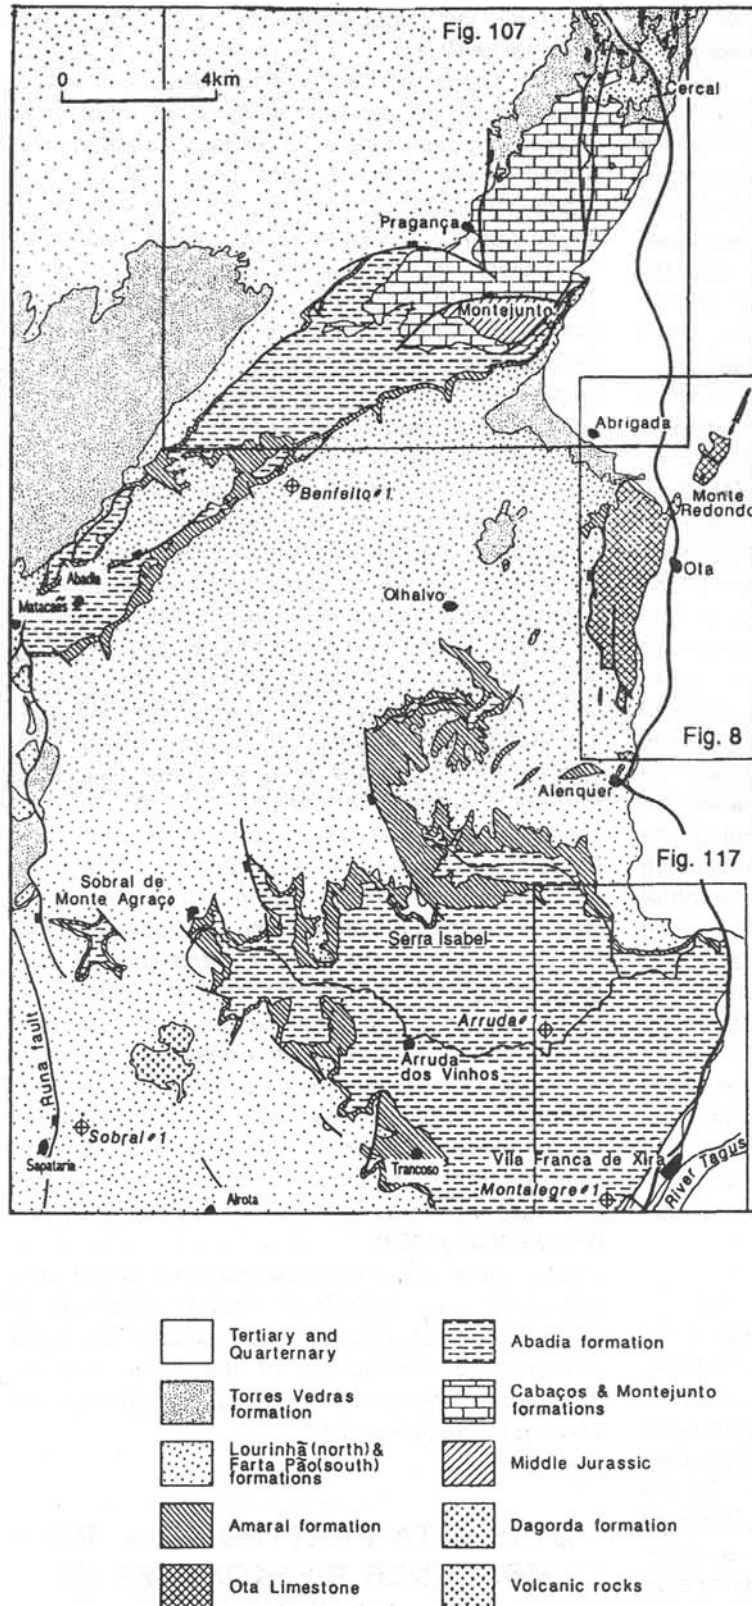 Fig. 107
0 4km
Cercal
Pragança
Montejunto
Abrigada
Monte
Redondo
Benfeito #1
Abadia
Matacães
Olhalvo
Ota
Fig. 8
Alenquer
Fig. 117
Sobral de
Monte Agraço
Serra Isabel
Runa fault
Arruda #1
Arruda
dos Vinhos
Sobral #1
Sapataria
Trancoso
Vila Franca de Xira
River Tagus
Montalegre #1
Tertiary and
Quarternary
Torres Vedras
formation
Lourinhã (north) &
Farta Pão (south)
formations
Amaral formation
Ota Limestone
Abadia formation
Cabaços & Montejunto
formations
Middle Jurassic
Dagorda formation
Volcanic rocks